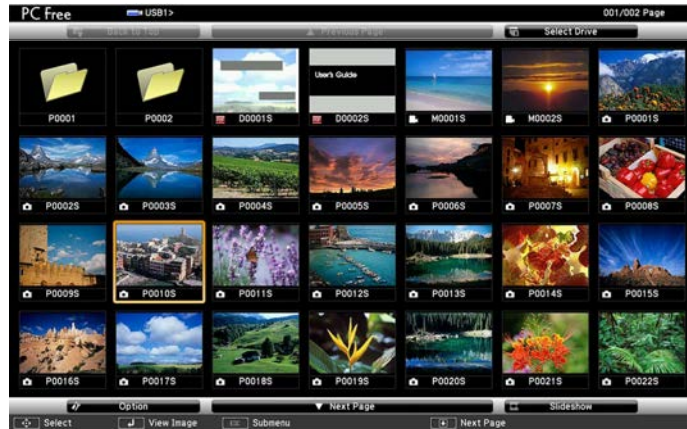 PC Free USB1> 001/002 Page
Back to Top Previous Page Select Drive
User's Guide
P0001 P0002 D0001S D0002S M0001S M0002S P0001S
P0002S P0003S P0004S P0005S P0006S P0007S P0008S
P0009S P0010S P0011S P0012S P0013S P0014S P0015S
P0016S P0017S P0018S P0019S P0020S P0021S P0022S
Option Next Page Slideshow
Select View Image Esc Submenu Next Page